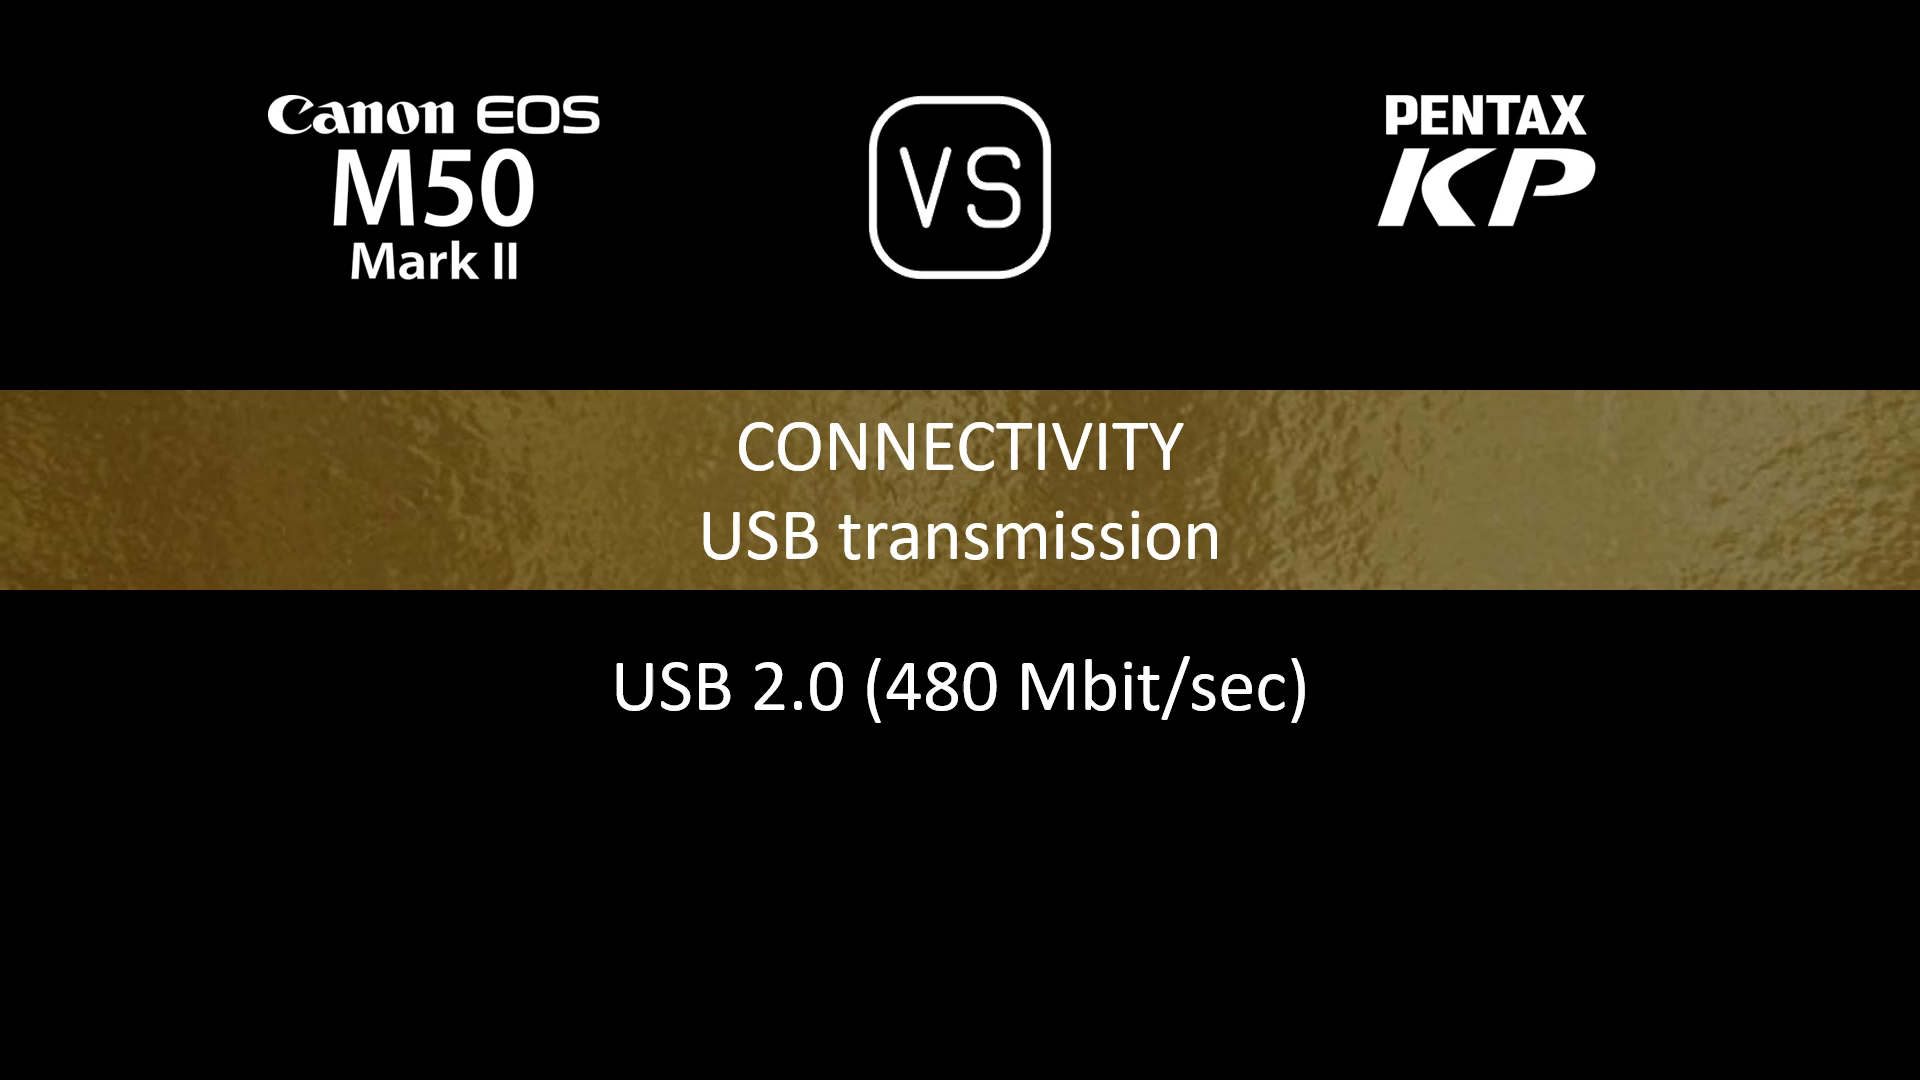 Canon EOS
M50
Mark II
VS
PENTAX
KP
CONNECTIVITY
USB transmission
USB 2.0 (480 Mbit/sec)